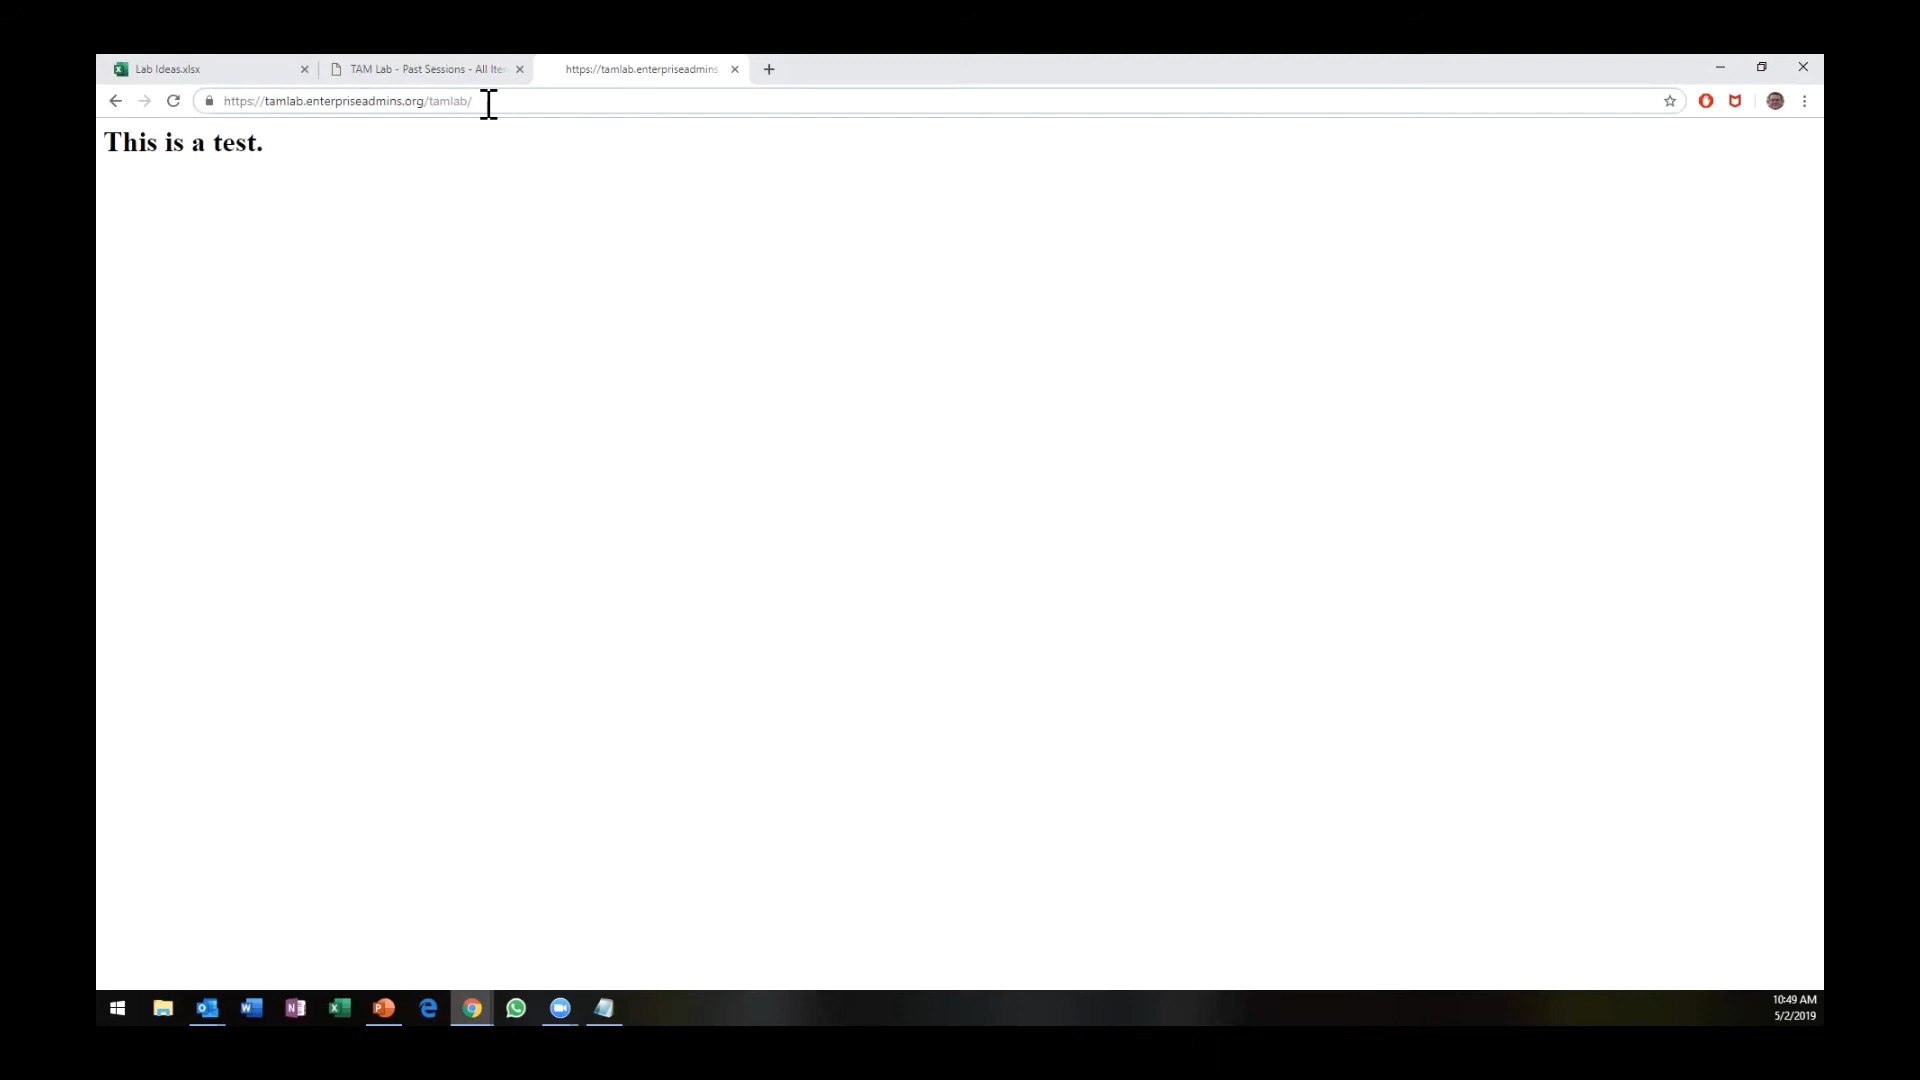 Lab Ideas.xlsx
TAM Lab - Past Sessions - All Ite
https://tamlab.enterpriseadmins
https://tamlab.enterpriseadmins.org/tamlab/
This is a test.
10:49 AM
5/2/2019